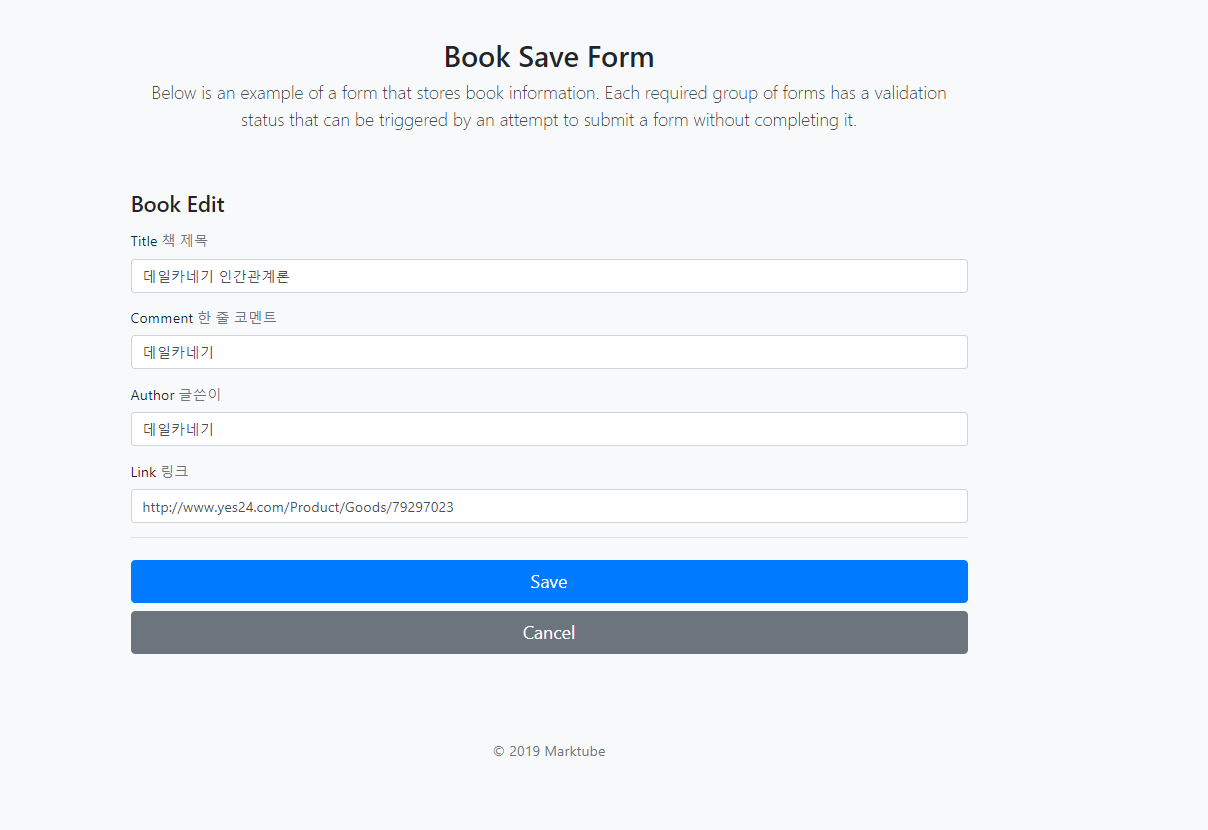 Book Save Form
Below is an example of a form that stores book information. Each required group of forms has a validation
status that can be triggered by an attempt to submit a form without completing it.
Book Edit
Title 책 제목
데일카네기 인간관계론
Comment 한 줄 코멘트
데일카네기
Author 글쓴이
데일카네기
Link 링크
http://www.yes24.com/Product/Goods/79297023
Save
Cancel
© 2019 Marktube